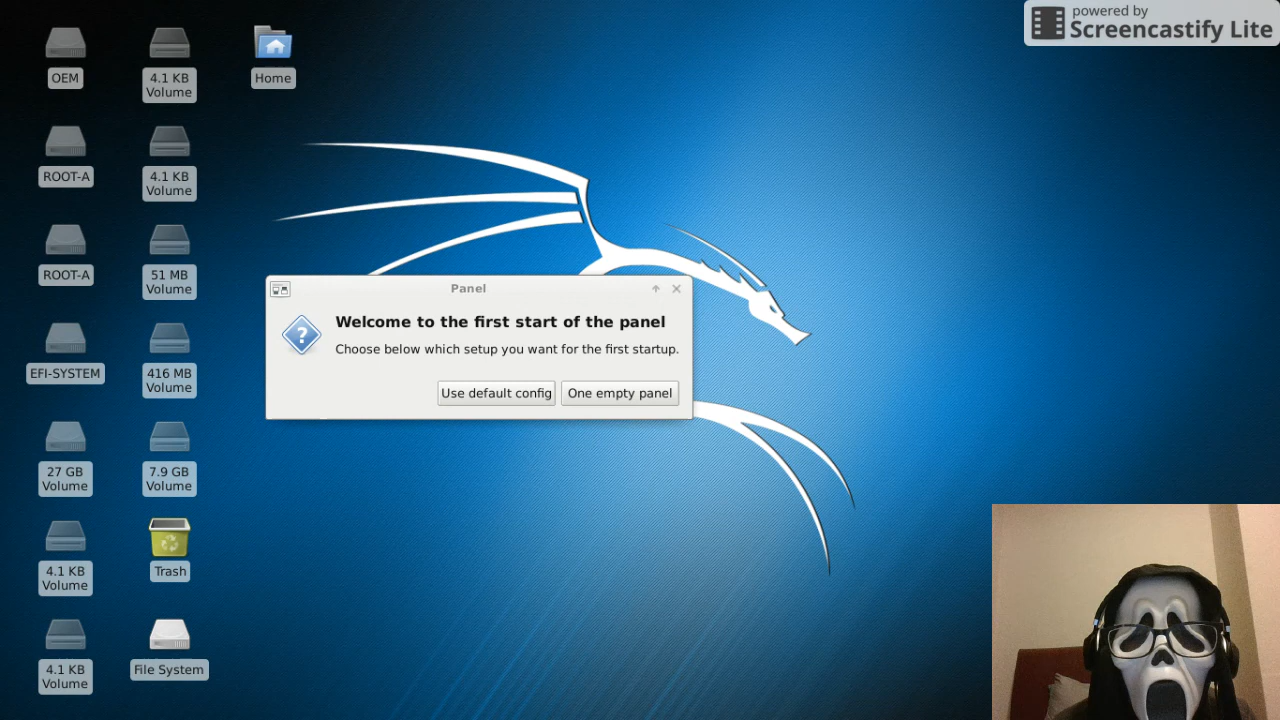 powered by
Screencastify Lite
OEM
4.1 KB
Volume
Home
ROOT-A
4.1 KB
Volume
ROOT-A
51 MB
Volume
EFI-SYSTEM
416 MB
Volume
27 GB
Volume
7.9 GB
Volume
4.1 KB
Volume
Trash
4.1 KB
Volume
File System
Panel
Welcome to the first start of the panel
Choose below which setup you want for the first startup.
Use default config
One empty panel